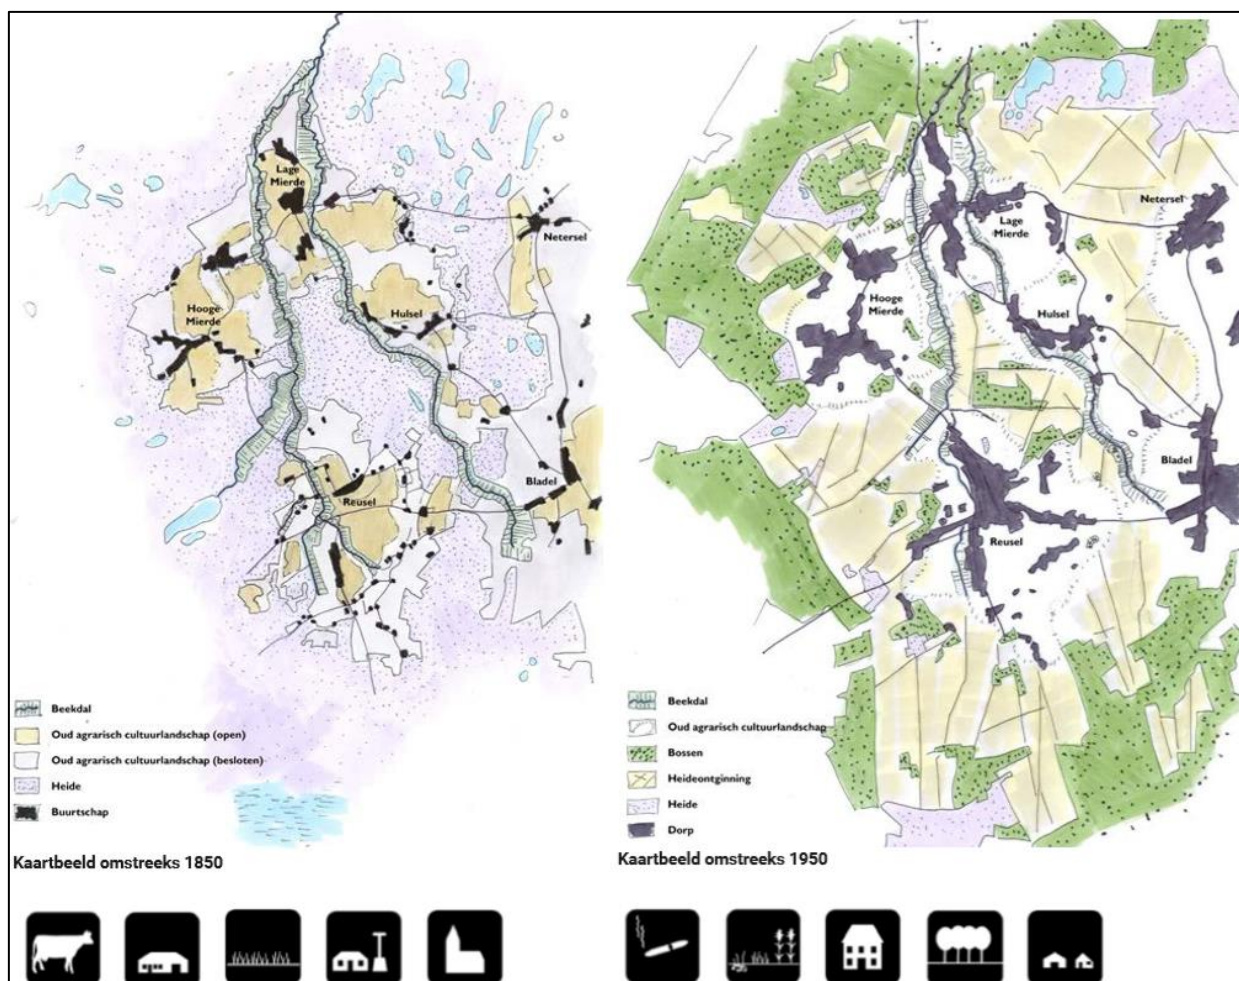 Lage
Mierde
Netersel
Hooge
Mierde
Hulsel
Bladel
Reusel
Beekdal
Oud agrarisch cultuurlandschap (open)
Oud agrarisch cultuurlandschap (besloten)
Heide
Buurtschap
Kaartbeeld omstreeks 1850
Netersel
Lage
Mierde
Hooge
Mierde
Hulsel
Bladel
Reusel
Beekdal
Oud agrarisch cultuurlandschap
Bossen
Heideontginning
Heide
Dorp
Kaartbeeld omstreeks 1950